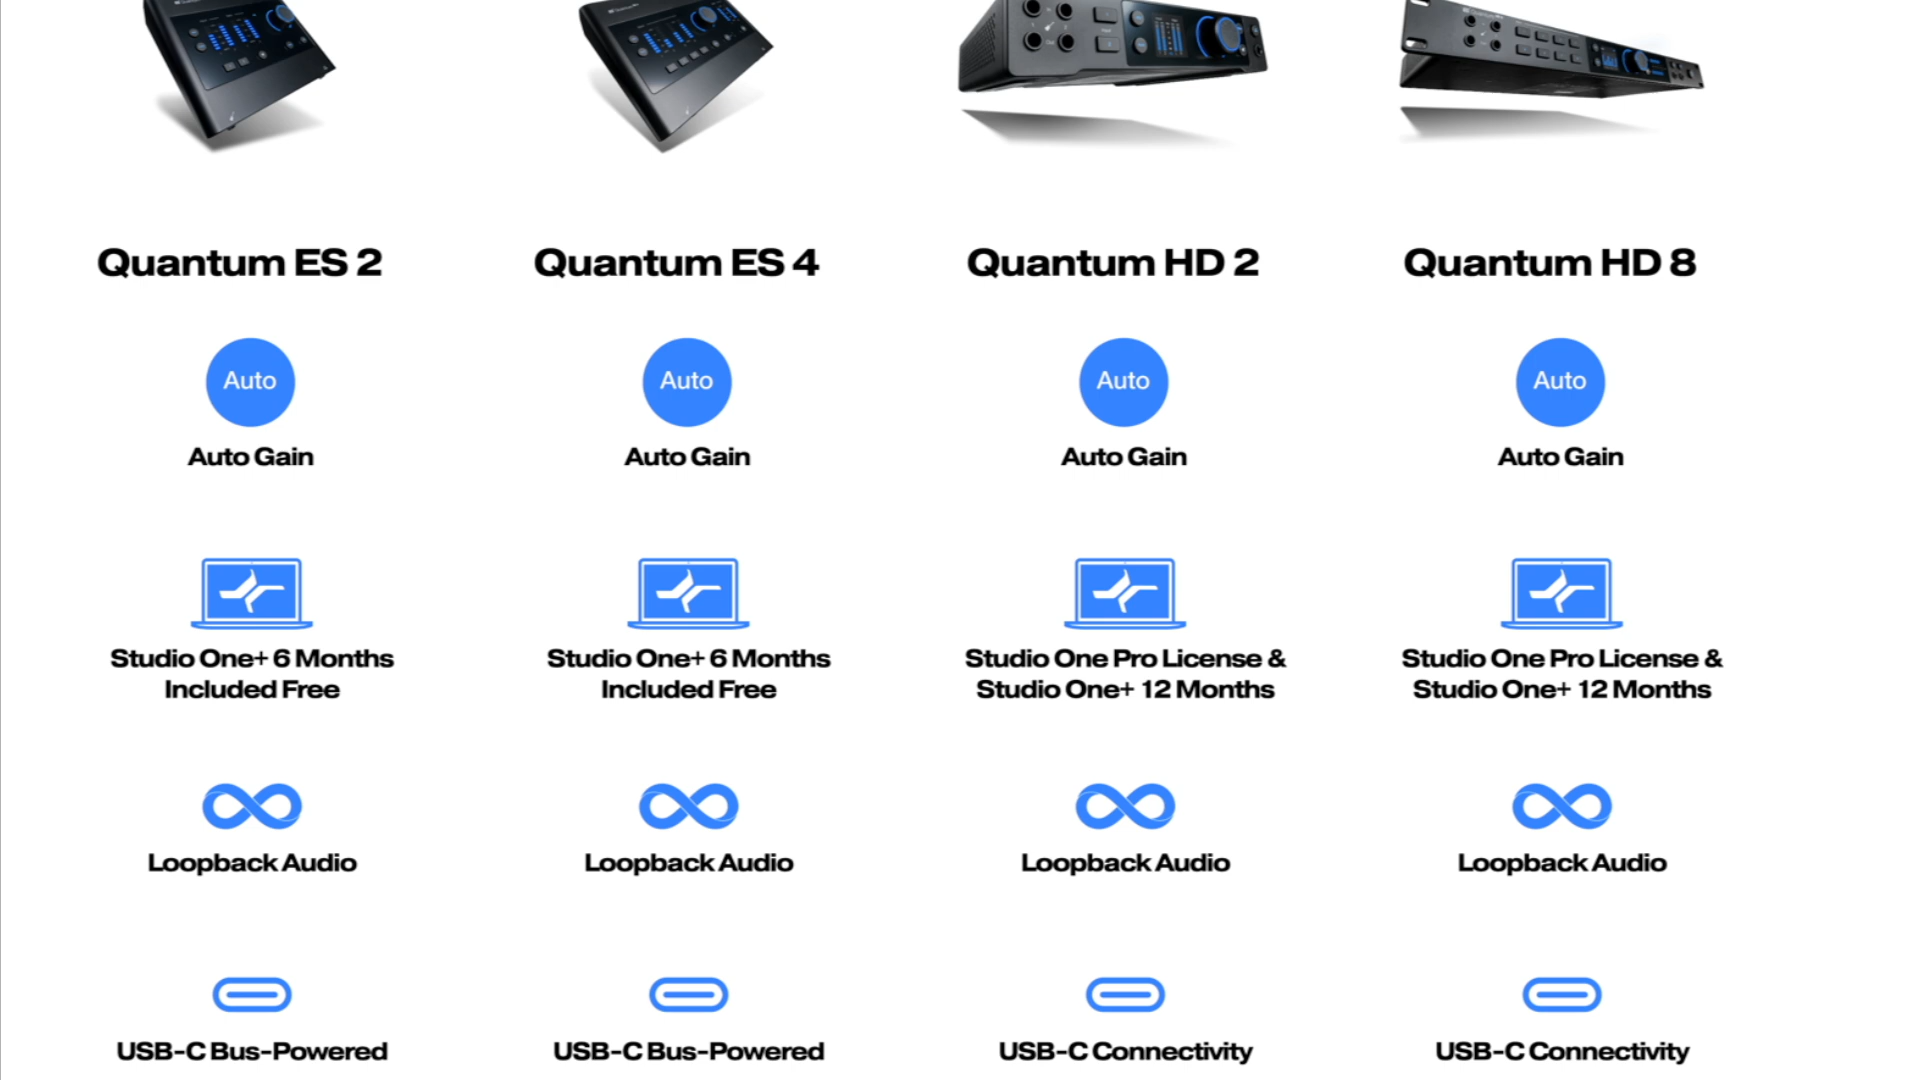 Quantum ES 2
Quantum ES 4
Quantum HD 2
Quantum HD 8
Auto
Auto
Auto
Auto
Auto Gain
Auto Gain
Auto Gain
Auto Gain
Studio One+ 6 Months
Included Free
Studio One+ 6 Months
Included Free
Studio One Pro License &
Studio One+ 12 Months
Studio One Pro License &
Studio One+ 12 Months
Loopback Audio
Loopback Audio
Loopback Audio
Loopback Audio
USB-C Bus-Powered
USB-C Bus-Powered
USB-C Connectivity
USB-C Connectivity